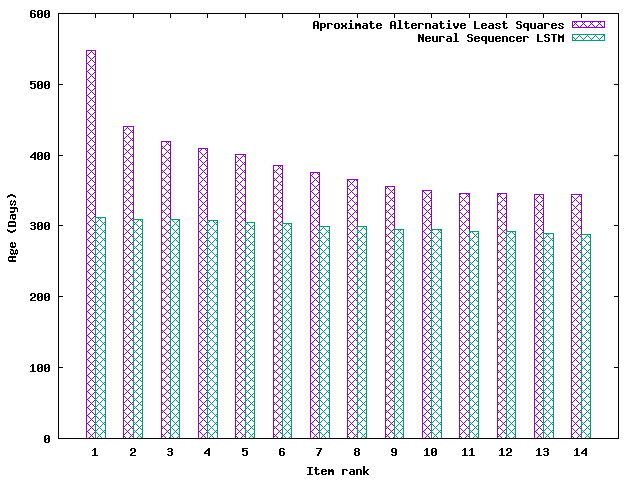 Aproximate Alternative Least Squares
Neural Sequencer LSTM
600
500
400
300
200
100
0
Age (Days)
1 2 3 4 5 6 7 8 9 10 11 12 13 14
Item rank